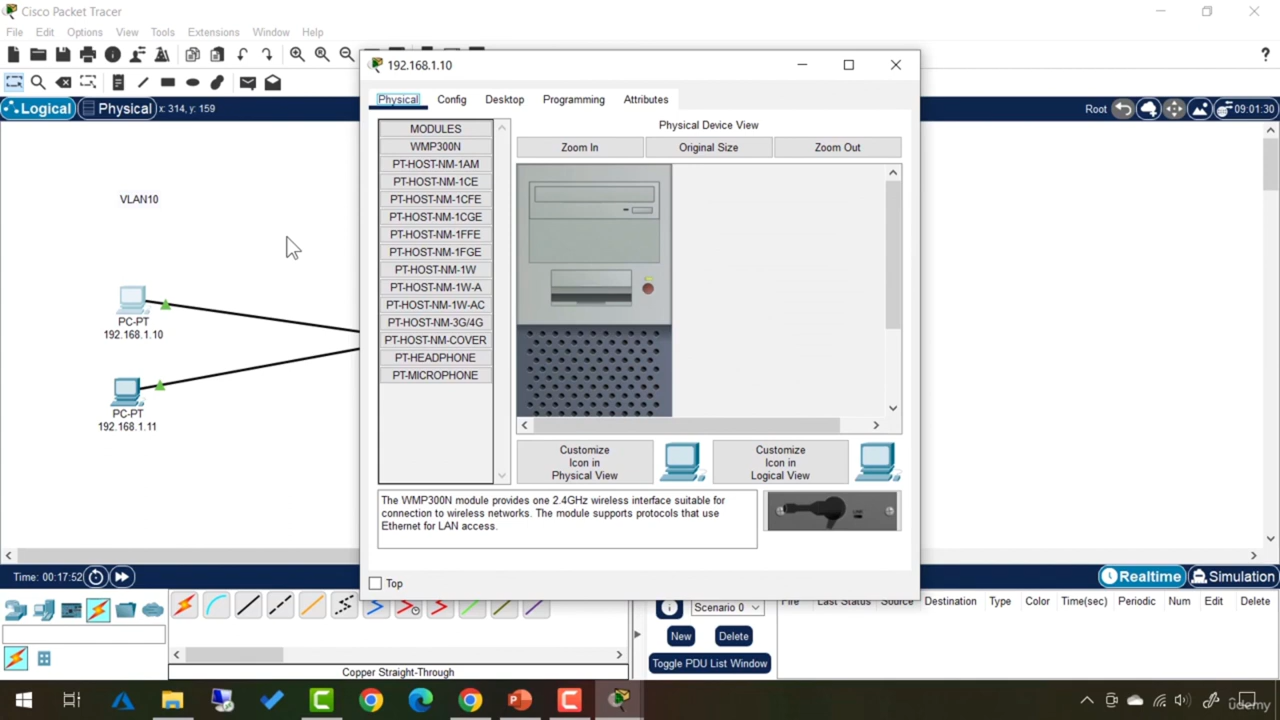 Cisco Packet Tracer
File Edit Options View Tools Extensions Window Help
?
Logical Physical x: 314, y: 159
Root 09:01:30
VLAN10
PC-PT
192.168.1.10
PC-PT
192.168.1.11
192.168.1.10
Physical Config Desktop Programming Attributes
MODULES
WMP300N
PT-HOST-NM-1AM
PT-HOST-NM-1CE
PT-HOST-NM-1CFE
PT-HOST-NM-1CGE
PT-HOST-NM-1FFE
PT-HOST-NM-1FGE
PT-HOST-NM-1W
PT-HOST-NM-1W-A
PT-HOST-NM-1W-AC
PT-HOST-NM-3G/4G
PT-HOST-NM-COVER
PT-HEADPHONE
PT-MICROPHONE
Physical Device View
Zoom In Original Size Zoom Out
Customize
Icon in
Physical View
Customize
Icon in
Logical View
The WMP300N module provides one 2.4GHz wireless interface suitable for
connection to wireless networks. The module supports protocols that use
Ethernet for LAN access.
Top
Time: 00:17:52
Realtime Simulation
Scenario 0
Fire Last Status Source Destination Type Color Time(sec) Periodic Num Edit Delete
New Delete
Toggle PDU List Window
Copper Straight-Through
udemy